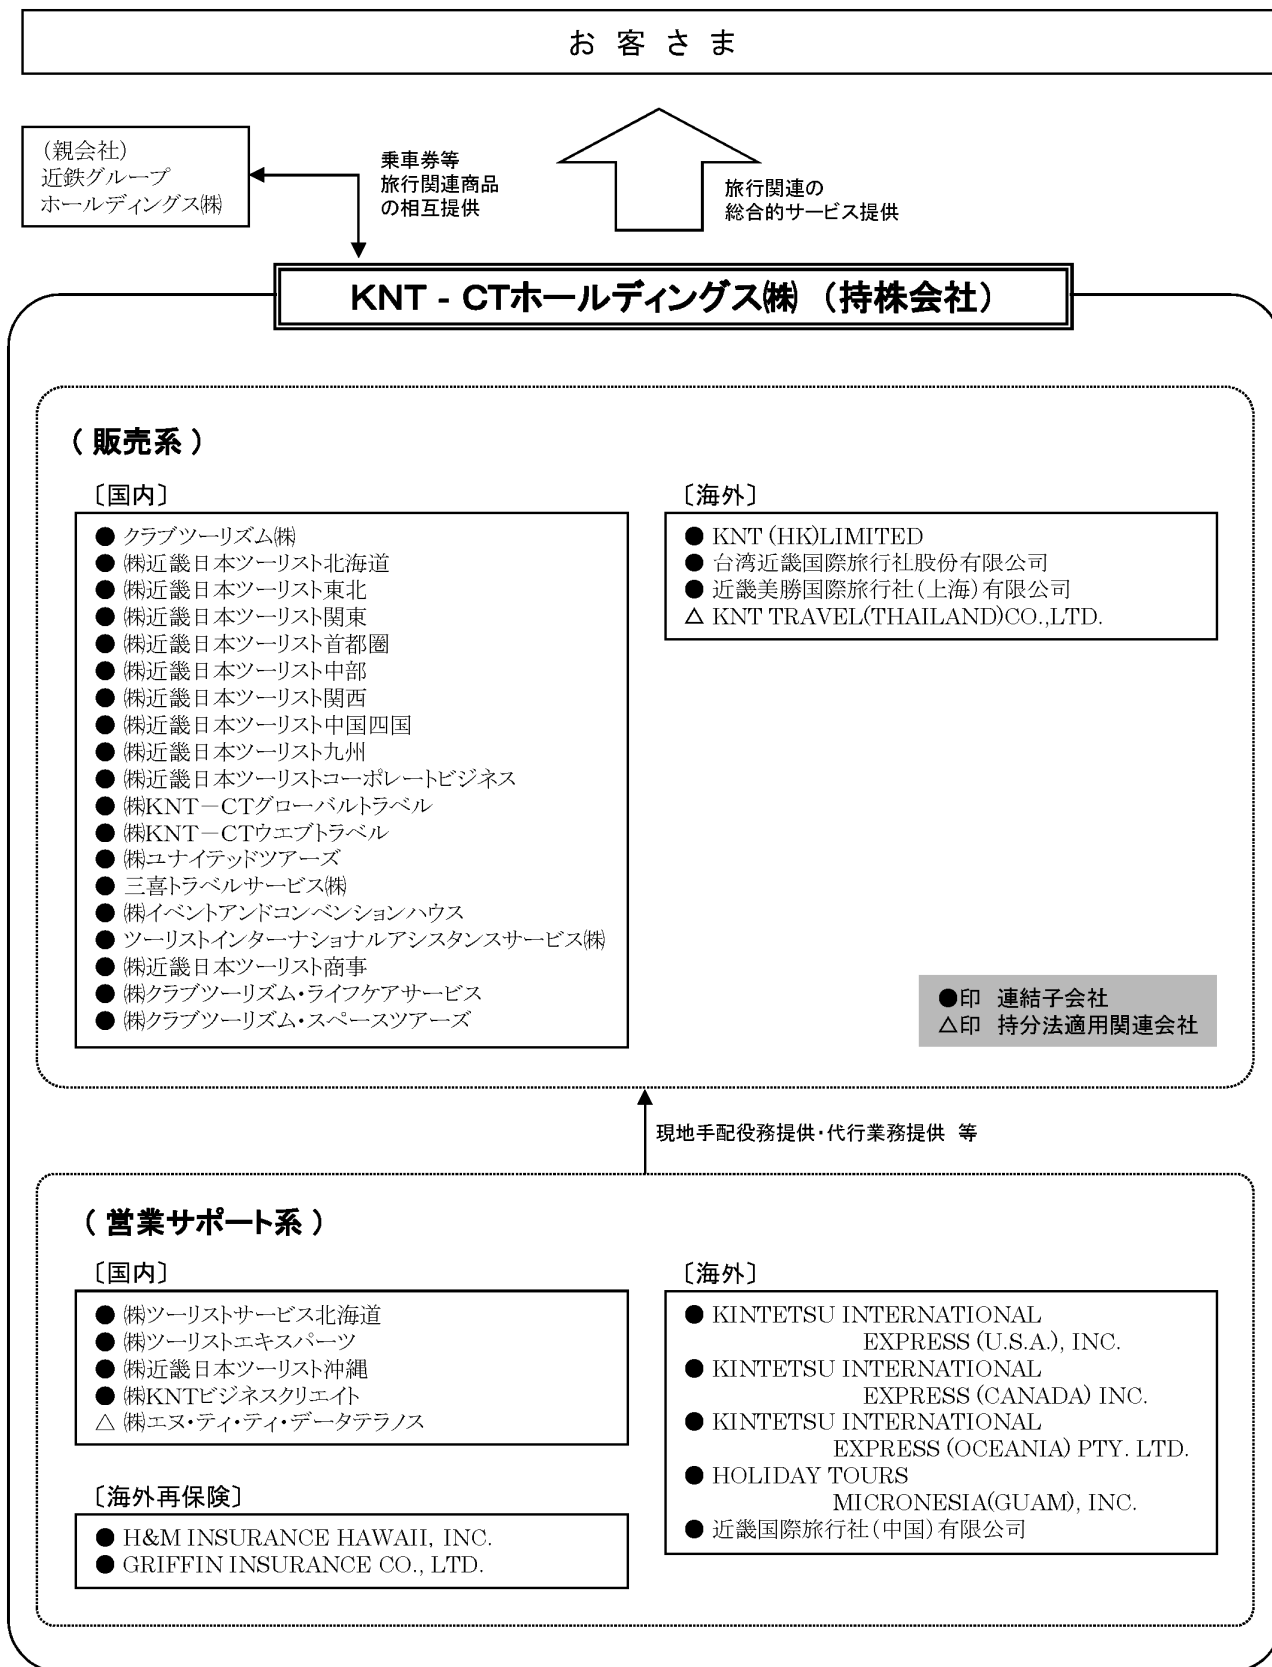 お 客 さ ま
(親会社)
近鉄グループ
ホールディングス㈱
乗車券等
旅行関連商品
の相互提供
旅行関連の
総合的サービス提供
KNT - CTホールディングス㈱ (持株会社)
( 販売系 )
〔国内〕
● クラブツーリズム㈱
● ㈱近畿日本ツーリスト北海道
● ㈱近畿日本ツーリスト東北
● ㈱近畿日本ツーリスト関東
● ㈱近畿日本ツーリスト首都圏
● ㈱近畿日本ツーリスト中部
● ㈱近畿日本ツーリスト関西
● ㈱近畿日本ツーリスト中国四国
● ㈱近畿日本ツーリスト九州
● ㈱近畿日本ツーリストコーポレートビジネス
● ㈱KNT－CTグローバルトラベル
● ㈱KNT－CTウエブトラベル
● ㈱ユナイテッドツアーズ
● 三喜トラベルサービス㈱
● ㈱イベントアンドコンベンションハウス
● ツーリストインターナショナルアシスタンスサービス㈱
● ㈱近畿日本ツーリスト商事
● ㈱クラブツーリズム・ライフケアサービス
● ㈱クラブツーリズム・スペースツアーズ
〔海外〕
● KNT (HK)LIMITED
● 台湾近畿国際旅行社股份有限公司
● 近畿美勝国際旅行社(上海)有限公司
△ KNT TRAVEL(THAILAND)CO.,LTD.
●印 連結子会社
△印 持分法適用関連会社
現地手配役務提供・代行業務提供 等
( 営業サポート系 )
〔国内〕
● ㈱ツーリストサービス北海道
● ㈱ツーリストエキスパーツ
● ㈱近畿日本ツーリスト沖縄
● ㈱KNTビジネスクリエイト
△ ㈱エヌ・ティ・ティ・データテラノス
〔海外再保険〕
● H&M INSURANCE HAWAII, INC.
● GRIFFIN INSURANCE CO., LTD.
〔海外〕
● KINTETSU INTERNATIONAL
EXPRESS (U.S.A.), INC.
● KINTETSU INTERNATIONAL
EXPRESS (CANADA) INC.
● KINTETSU INTERNATIONAL
EXPRESS (OCEANIA) PTY. LTD.
● HOLIDAY TOURS
MICRONESIA(GUAM), INC.
● 近畿国際旅行社(中国)有限公司